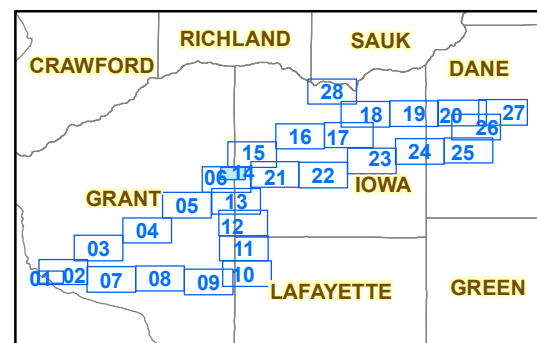 RICHLAND SAUK
CRAWFORD DANE
28
18 19 20 27
16 17 26
15 23 24 25
06 14 21 22 IOWA
GRANT 05 13
04 12
03 11
01 02 07 08 09 10
LAFAYETTE GREEN